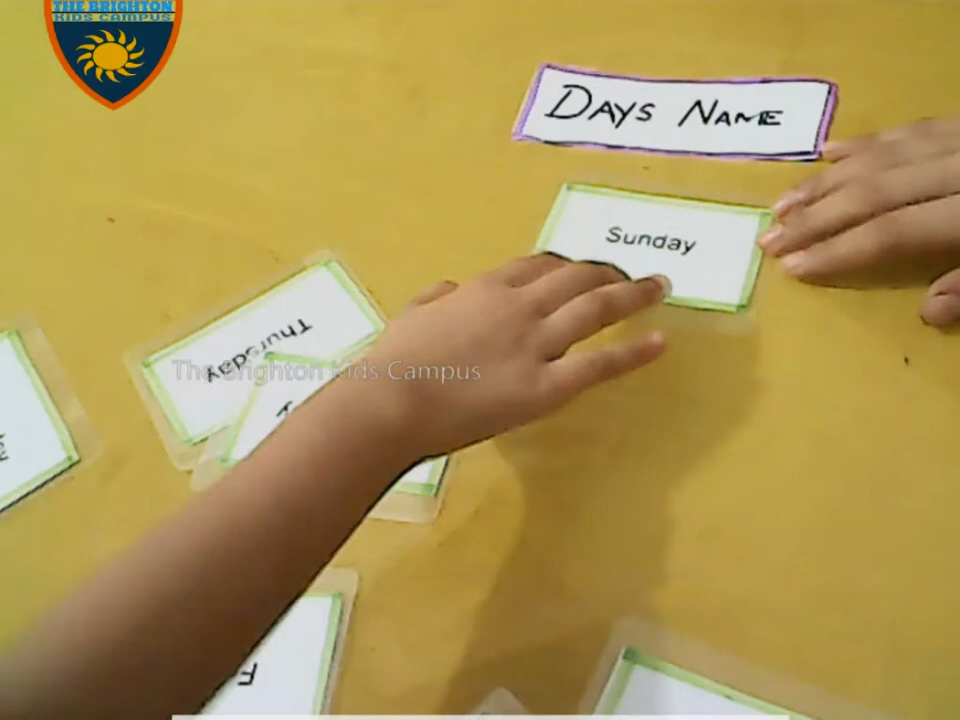 THE BRIGHTON
KIDS CAMPUS
DAYS NAME
Sunday
Thursday
The Brighton Kids Campus